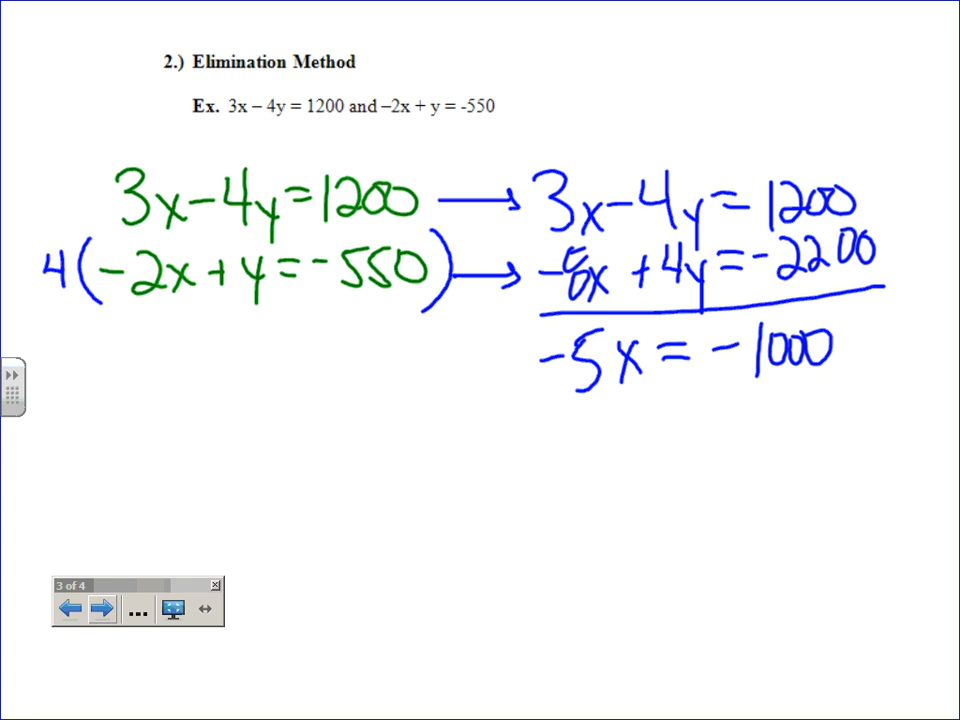 2.) Elimination Method
Ex. 3x – 4y = 1200 and –2x + y = -550
3x-4y=1200 → 3x-4y=1200
4(-2x+y=-550) → -8x+4y=-2200
-5x=-1000
3 of 4
...